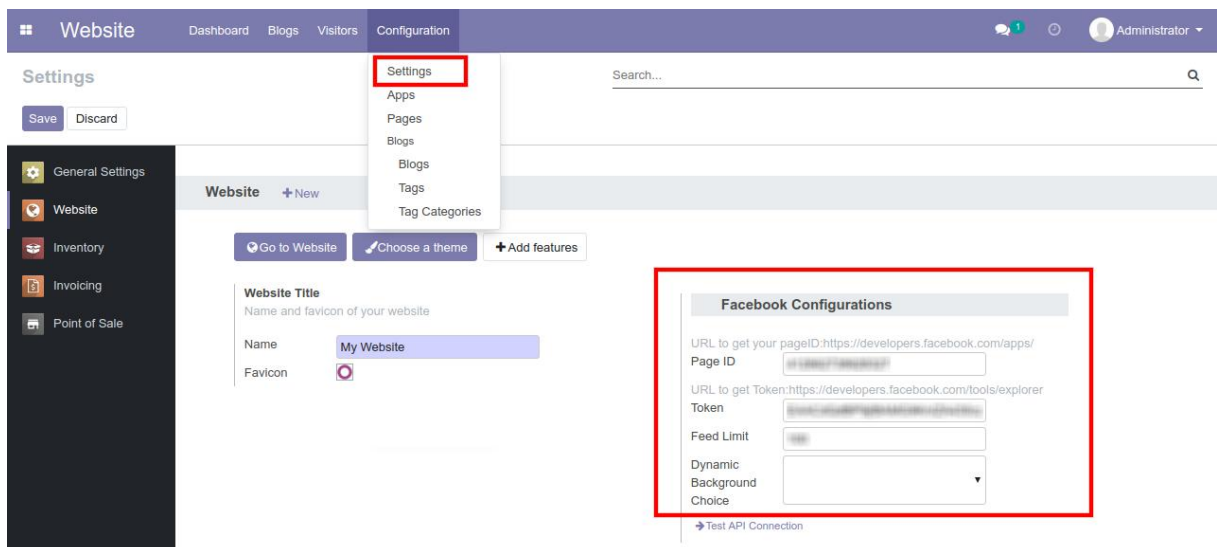 Website
Dashboard Blogs Visitors Configuration
1
Administrator
Settings
Save Discard
Settings
Apps
Pages
Blogs
Blogs
Tags
Tag Categories
Search...
General Settings
Website
Inventory
Invoicing
Point of Sale
Website +New
Go to Website
Choose a theme
+Add features
Website Title
Name and favicon of your website
Name My Website
Favicon
Facebook Configurations
URL to get your pageID:https://developers.facebook.com/apps/
Page ID
URL to get Token:https://developers.facebook.com/tools/explorer
Token
Feed Limit
Dynamic
Background
Choice
Test API Connection